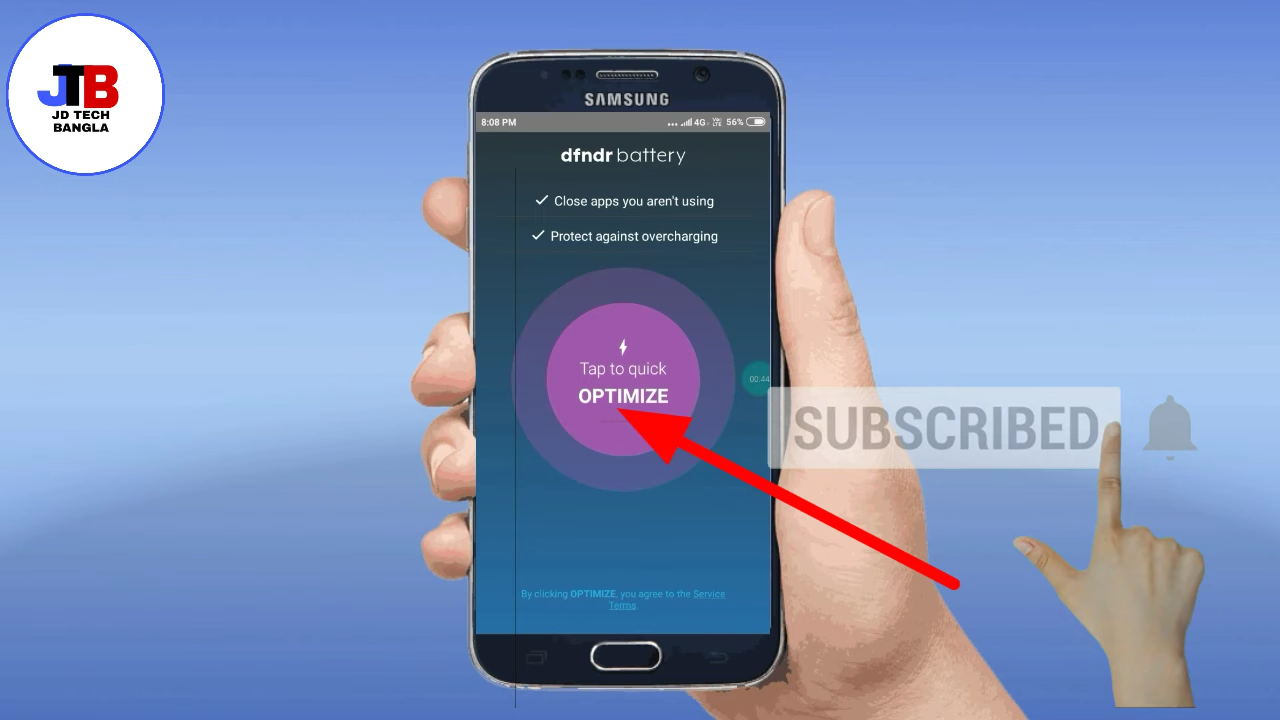 JTB
JD TECH
BANGLA
SAMSUNG
8:08 PM
4G
VoLTE
56%
dfndr battery
Close apps you aren't using
Protect against overcharging
Tap to quick
OPTIMIZE
00:44
SUBSCRIBED
By clicking OPTIMIZE, you agree to the Service
Terms.